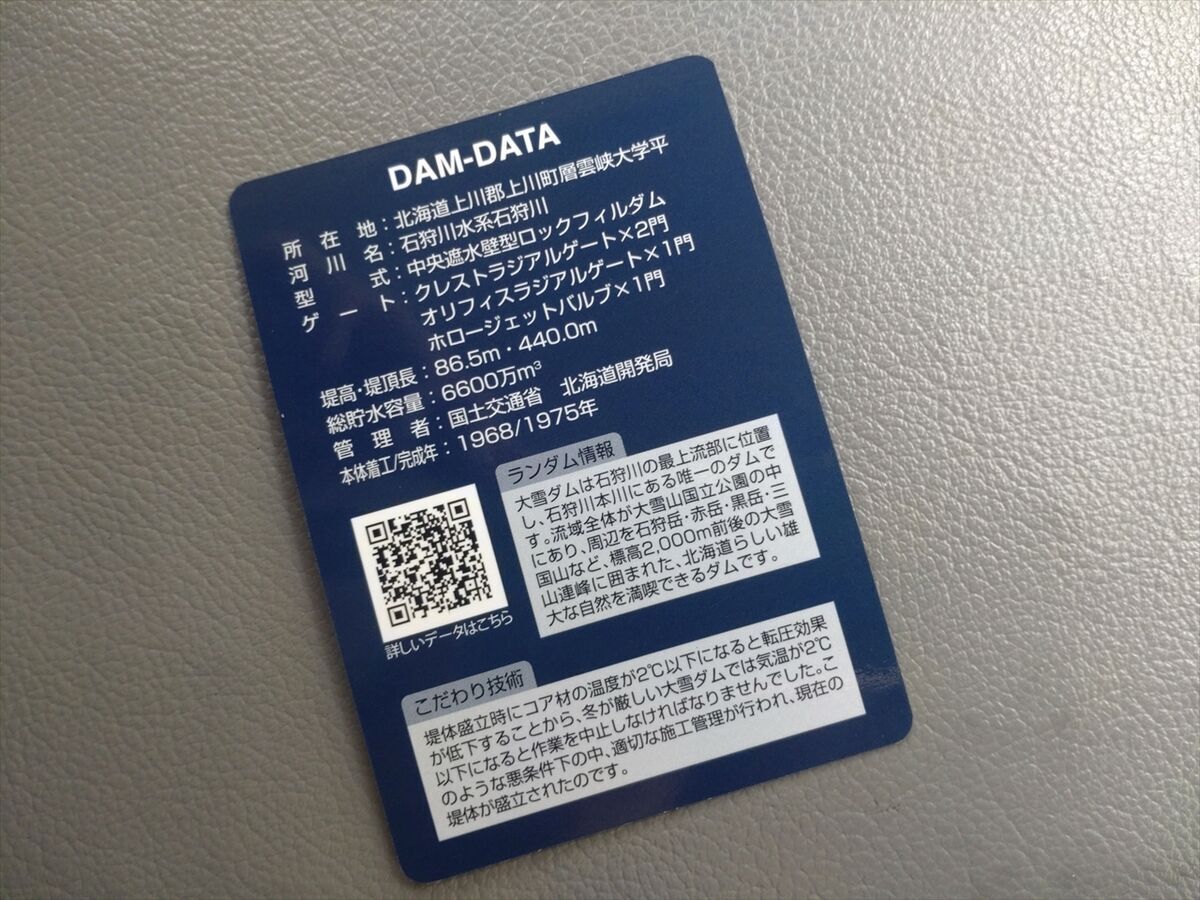 DAM-DATA
所在地：北海道上川郡上川町層雲峡大学平
河川名：石狩川水系石狩川
型式：中央遮水壁型ロックフィルダム
ゲート：クレストラジアルゲート×2門
オリフィスラジアルゲート×1門
ホロージェットバルブ×1門
堤高・堤頂長：86.5m・440.0m
総貯水容量：6600万m³
管理者：国土交通省　北海道開発局
本体着工/完成年：1968/1975年
ランダム情報
大雪ダムは石狩川の最上流部に位置
し、石狩川本川にある唯一のダムで
す。流域全体が大雪山国立公園の中
にあり、周辺を石狩岳・赤岳・黒岳・三
国山など、標高2,000m前後の大雪
山連峰に囲まれた、北海道らしい雄
大な自然を満喫できるダムです。
詳しいデータはこちら
こだわり技術
堤体盛立時にコア材の温度が2℃以下になると転圧効果
が低下することから、冬が厳しい大雪ダムでは気温が2℃
以下になると作業を中止しなければなりませんでした。こ
のような悪条件下の中、適切な施工管理が行われ、現在の
堤体が盛立されたのです。